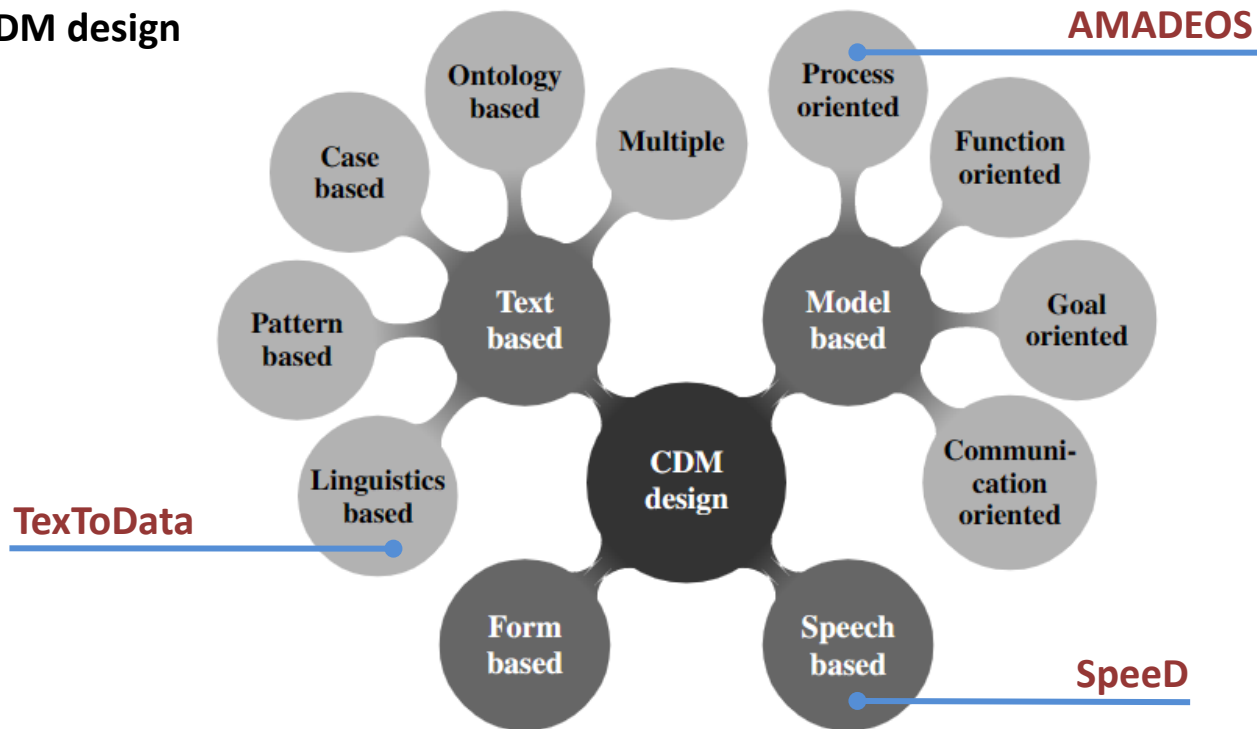 DM design
AMADEOS
Ontology
based
Process
oriented
Multiple
Case
based
Function
oriented
Pattern
based
Text
based
Model
based
Goal
oriented
CDM
design
Linguistics
based
Communi-
cation
oriented
TexToData
Form
based
Speech
based
SpeeD